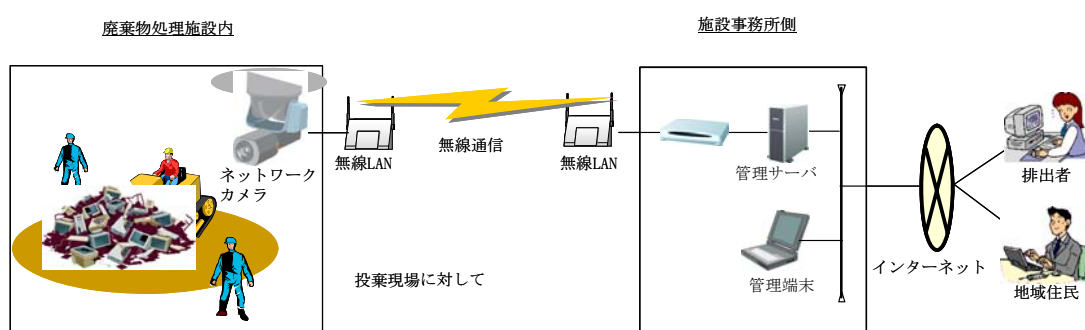 廃棄物処理施設内
施設事務所側
ネットワーク
カメラ
無線LAN
無線通信
無線LAN
管理サーバ
管理端末
インターネット
排出者
地域住民
投棄現場に対して